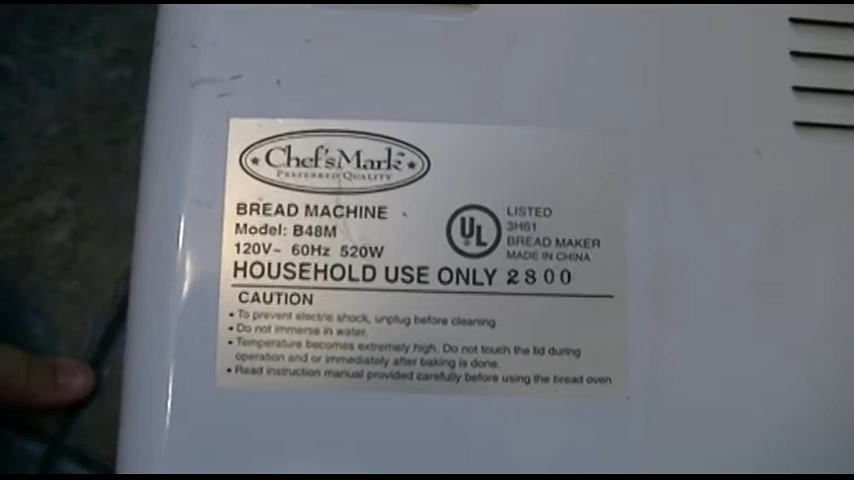 Chef'sMark™
PREFERRED QUALITY
BREAD MACHINE
Model: B48M
120V~ 60Hz 520W
UL
LISTED
3H61
BREAD MAKER
MADE IN CHINA
HOUSEHOLD USE ONLY 2800
CAUTION
• To prevent electric shock, unplug before cleaning.
• Do not immerse in water.
• Temperature becomes extremely high. Do not touch the lid during
operation and or immediately after baking is done.
• Read instruction manual provided carefully before using the bread oven.